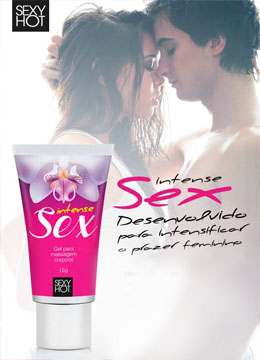 SEXY
HOT
intense
Sex
Desenvolvido
para intensificar
o prazer feminino
intense
Sex
Gel para
massagem
corporal
15g
SEXY
HOT